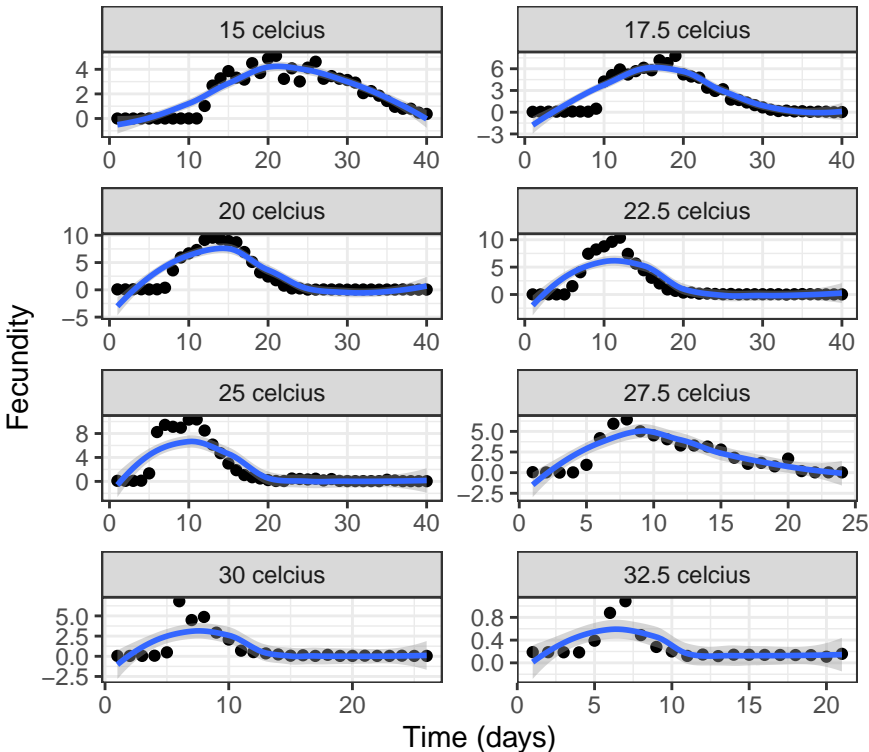 15 celcius
17.5 celcius
4
2
0
6
3
0
−3
0 10 20 30 40
0 10 20 30 40
20 celcius
22.5 celcius
10
5
0
−5
10
5
0
0 10 20 30 40
0 10 20 30 40
Fecundity
25 celcius
27.5 celcius
8
4
0
5.0
2.5
0.0
−2.5
0 10 20 30 40
0 5 10 15 20 25
30 celcius
32.5 celcius
5.0
2.5
0.0
−2.5
0.8
0.4
0.0
0 10 20
0 5 10 15 20
Time (days)